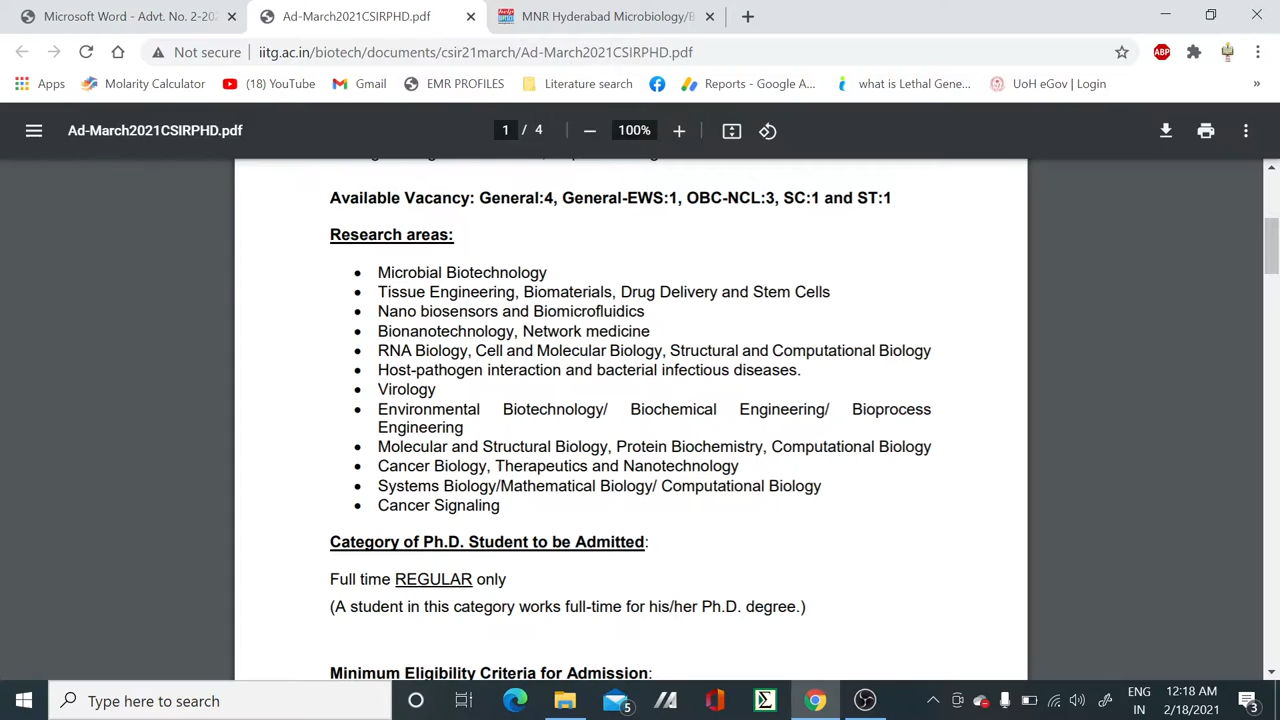 Microsoft Word - Advt. No. 2-202
Ad-March2021CSIRPHD.pdf
MNR Hyderabad Microbiology/B
Not secure
iitg.ac.in/biotech/documents/csir21march/Ad-March2021CSIRPHD.pdf
ABP
Apps
Molarity Calculator
(18) YouTube
Gmail
EMR PROFILES
Literature search
Reports - Google A...
what is Lethal Gene...
UoH eGov | Login
»
Ad-March2021CSIRPHD.pdf
1 / 4
100%
Available Vacancy: General:4, General-EWS:1, OBC-NCL:3, SC:1 and ST:1
Research areas:
• Microbial Biotechnology
• Tissue Engineering, Biomaterials, Drug Delivery and Stem Cells
• Nano biosensors and Biomicrofluidics
• Bionanotechnology, Network medicine
• RNA Biology, Cell and Molecular Biology, Structural and Computational Biology
• Host-pathogen interaction and bacterial infectious diseases.
• Virology
• Environmental Biotechnology/ Biochemical Engineering/ Bioprocess
Engineering
• Molecular and Structural Biology, Protein Biochemistry, Computational Biology
• Cancer Biology, Therapeutics and Nanotechnology
• Systems Biology/Mathematical Biology/ Computational Biology
• Cancer Signaling
Category of Ph.D. Student to be Admitted:
Full time REGULAR only
(A student in this category works full-time for his/her Ph.D. degree.)
Minimum Eligibility Criteria for Admission:
Type here to search
5
ENG
IN
12:18 AM
2/18/2021
3